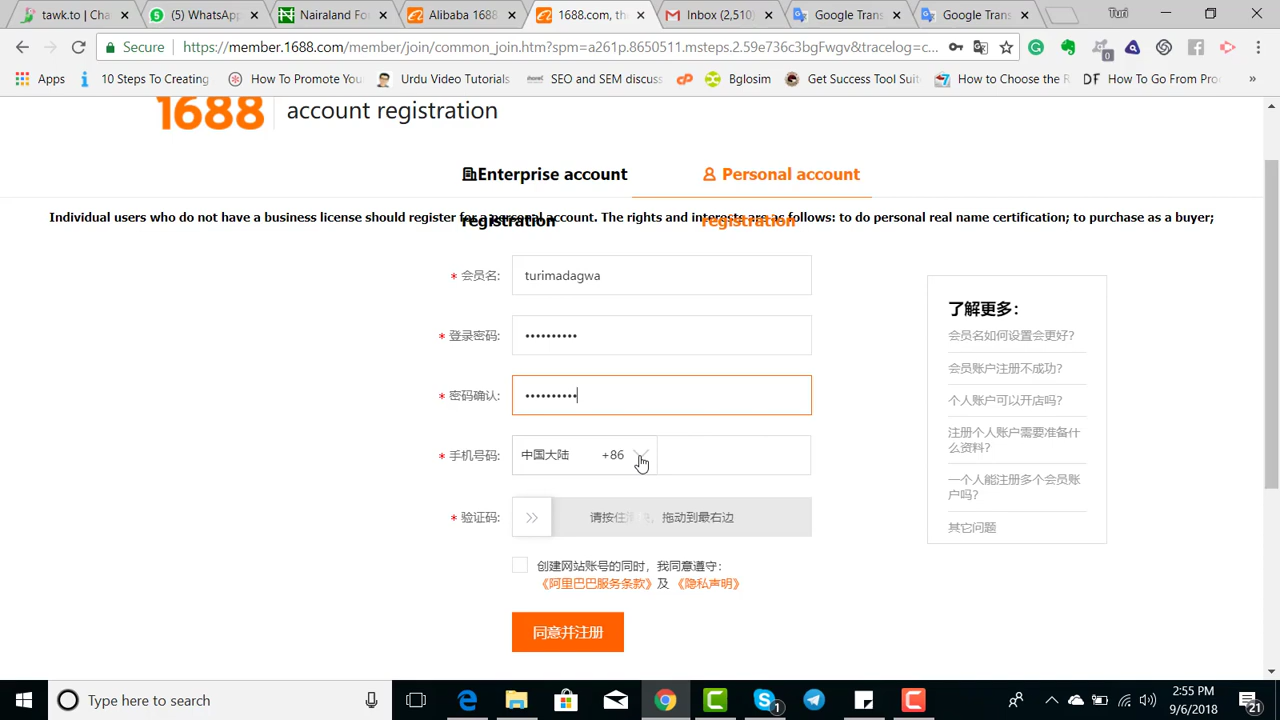 tawk.to | Chat
(5) WhatsApp
Nairaland For
Alibaba 1688
1688.com, th
Inbox (2,510)
Google Trans
Google Trans
Turi
Secure
https://member.1688.com/member/join/common_join.htm?spm=a261p.8650511.msteps.2.59e736c3bgFwgv&tracelog=c...
0
Apps
10 Steps To Creating
How To Promote You
Urdu Video Tutorials
SEO and SEM discuss
Bglosim
Get Success Tool Suit
How to Choose the R
DF
How To Go From Pro
»
1688
account registration
Enterprise account
registration
Personal account
registration
Individual users who do not have a business license should register for a personal account. The rights and interests are as follows: to do personal real name certification; to purchase as a buyer;
* 会员名:
turimadagwa
* 登录密码:
••••••••••
* 密码确认:
••••••••••
* 手机号码:
中国大陆 +86
* 验证码:
请按住滑块，拖动到最右边
创建网站账号的同时，我同意遵守:
《阿里巴巴服务条款》及 《隐私声明》
同意并注册
了解更多:
会员名如何设置会更好?
会员账户注册不成功?
个人账户可以开店吗?
注册个人账户需要准备什
么资料?
一个人能注册多个会员账
户吗?
其它问题
Type here to search
1
2:55 PM
9/6/2018
21